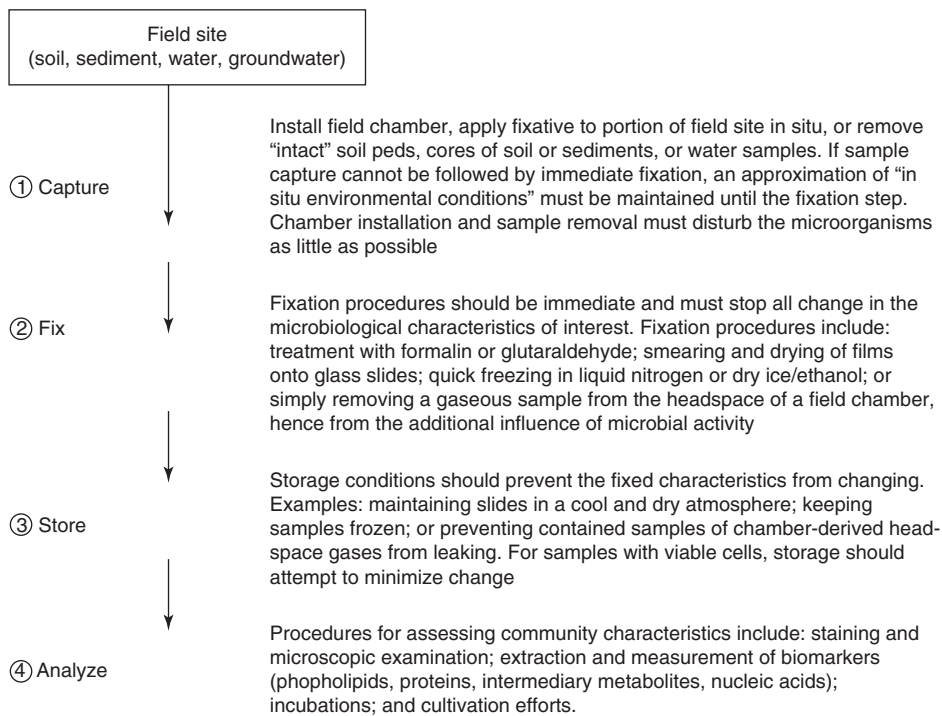 Field site
(soil, sediment, water, groundwater)
① Capture
Install field chamber, apply fixative to portion of field site in situ, or remove
“intact” soil peds, cores of soil or sediments, or water samples. If sample
capture cannot be followed by immediate fixation, an approximation of “in
situ environmental conditions” must be maintained until the fixation step.
Chamber installation and sample removal must disturb the microorganisms
as little as possible
② Fix
Fixation procedures should be immediate and must stop all change in the
microbiological characteristics of interest. Fixation procedures include:
treatment with formalin or glutaraldehyde; smearing and drying of films
onto glass slides; quick freezing in liquid nitrogen or dry ice/ethanol; or
simply removing a gaseous sample from the headspace of a field chamber,
hence from the additional influence of microbial activity
③ Store
Storage conditions should prevent the fixed characteristics from changing.
Examples: maintaining slides in a cool and dry atmosphere; keeping
samples frozen; or preventing contained samples of chamber-derived head-
space gases from leaking. For samples with viable cells, storage should
attempt to minimize change
④ Analyze
Procedures for assessing community characteristics include: staining and
microscopic examination; extraction and measurement of biomarkers
(phopholipids, proteins, intermediary metabolites, nucleic acids);
incubations; and cultivation efforts.